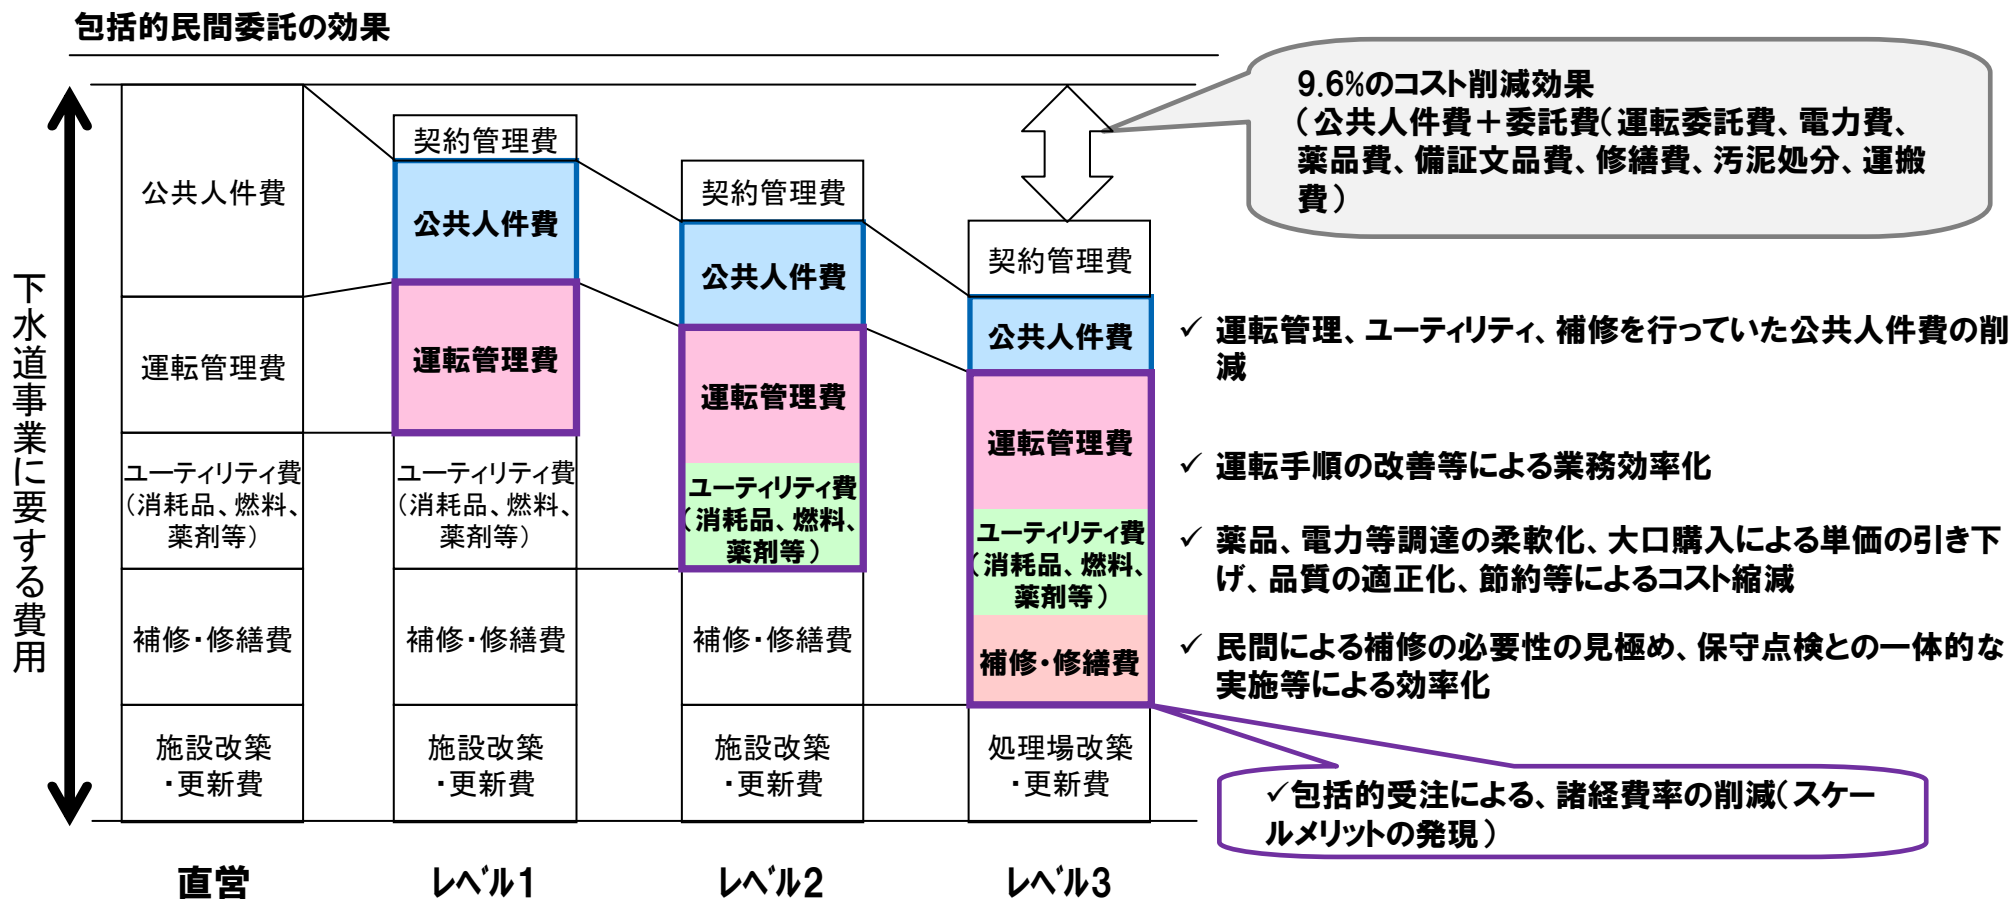 包括的民間委託の効果
9.6%のコスト削減効果
（公共人件費＋委託費（運転委託費、電力費、
薬品費、備証文品費、修繕費、汚泥処分、運搬
費）
下水道事業に要する費用
公共人件費
運転管理費
ユーティリティ費
（消耗品、燃料、
薬剤等）
補修・修繕費
施設改築
・更新費
直営
契約管理費
公共人件費
運転管理費
ユーティリティ費
（消耗品、燃料、
薬剤等）
補修・修繕費
施設改築
・更新費
レベル1
契約管理費
公共人件費
運転管理費
ユーティリティ費
（消耗品、燃料、
薬剤等）
補修・修繕費
施設改築
・更新費
レベル2
契約管理費
公共人件費
運転管理費
ユーティリティ費
（消耗品、燃料、
薬剤等）
補修・修繕費
処理場改築
・更新費
レベル3
✓ 運転管理、ユーティリティ、補修を行っていた公共人件費の削
減
✓ 運転手順の改善等による業務効率化
✓ 薬品、電力等調達の柔軟化、大口購入による単価の引き下
げ、品質の適正化、節約等によるコスト縮減
✓ 民間による補修の必要性の見極め、保守点検との一体的な
実施等による効率化
✓包括的受注による、諸経費率の削減（スケー
ルメリットの発現）